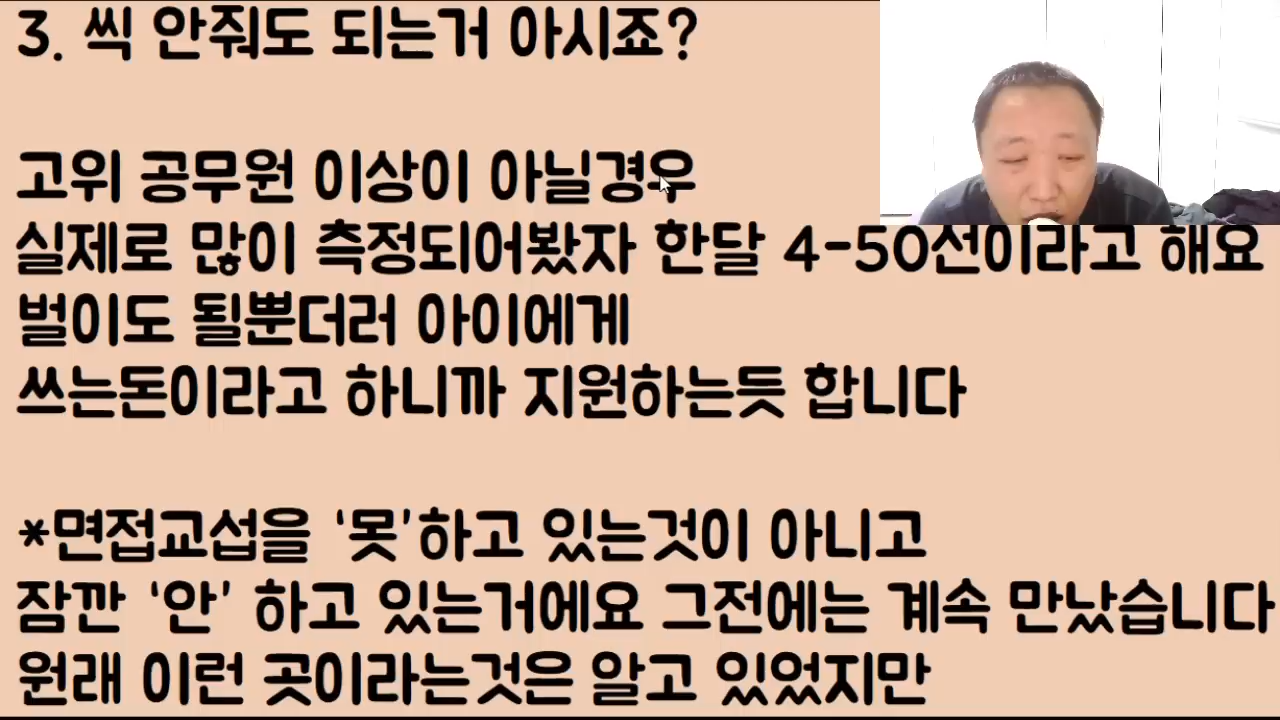 3. 씩 안줘도 되는거 아시죠?
고위 공무원 이상이 아닐경우
실제로 많이 측정되어봤자 한달 4-50선이라고 해요
벌이도 될뿐더러 아이에게
쓰는돈이라고 하니까 지원하는듯 합니다
*면접교섭을 '못'하고 있는것이 아니고
잠깐 '안' 하고 있는거에요 그전에는 계속 만났습니다
원래 이런 곳이라는것은 알고 있었지만